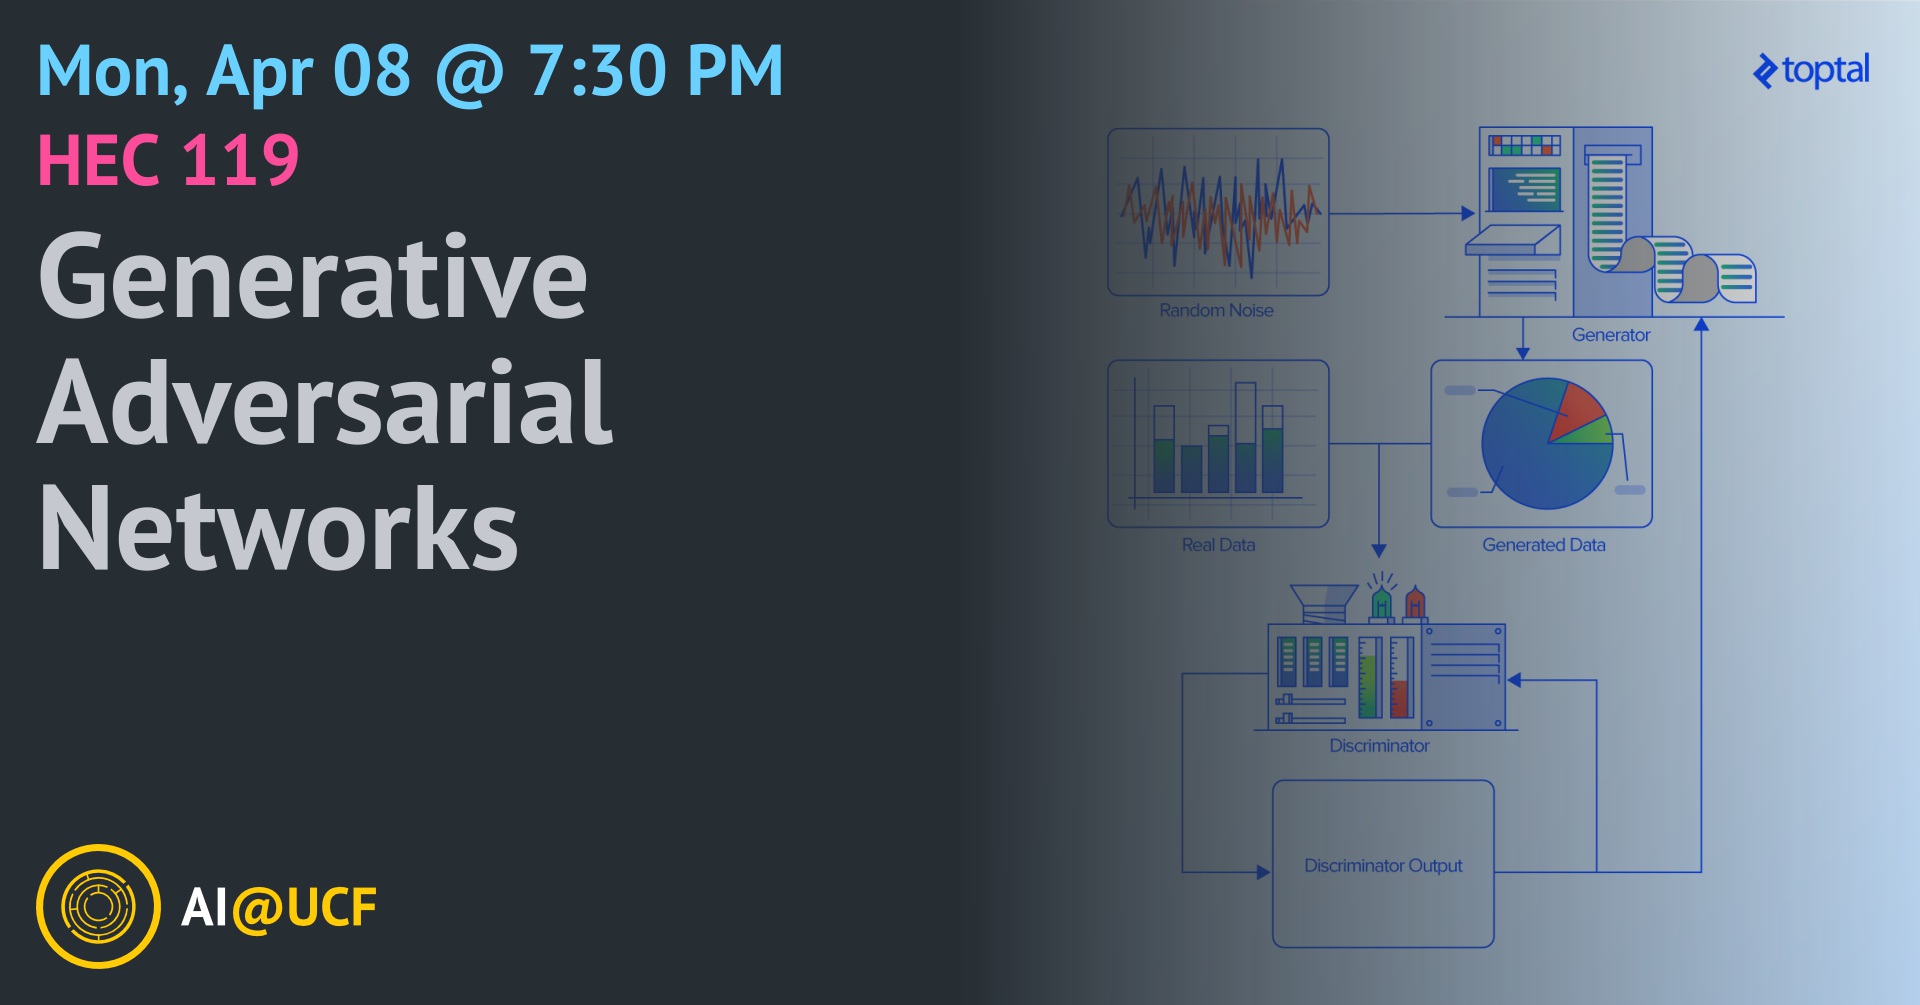 Mon, Apr 08 @ 7:30 PM
HEC 119
Generative
Adversarial
Networks
AI@UCF
toptal
Random Noise
Generator
Real Data
Generated Data
Discriminator
Discriminator Output